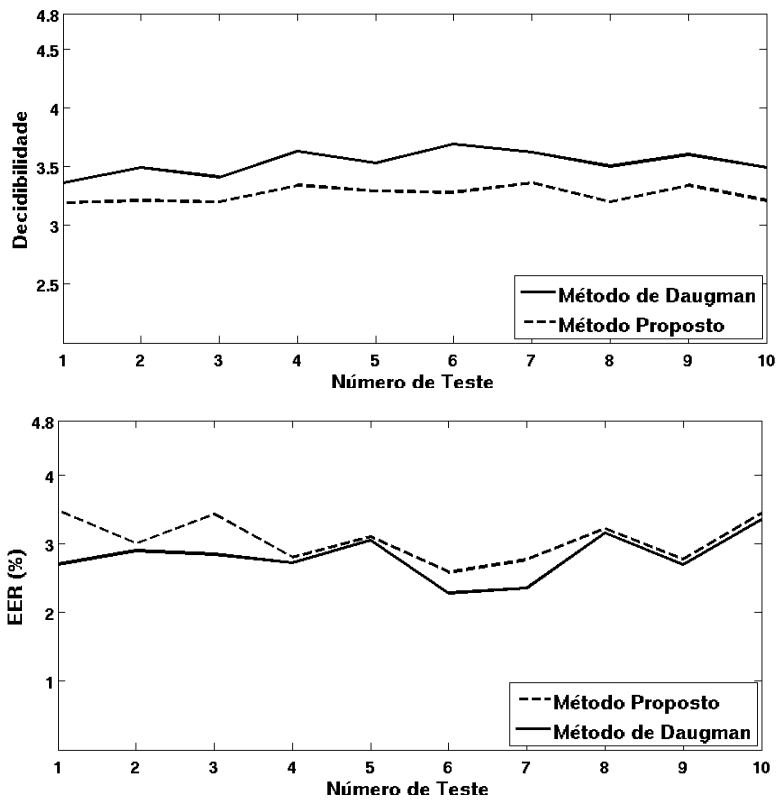 4.8
4.5
4
3.5
3
2.5
Decidibilidade
Método de Daugman
Método Proposto
1 2 3 4 5 6 7 8 9 10
Número de Teste
4.8
4
3
2
1
EER (%)
Método Proposto
Método de Daugman
1 2 3 4 5 6 7 8 9 10
Número de Teste